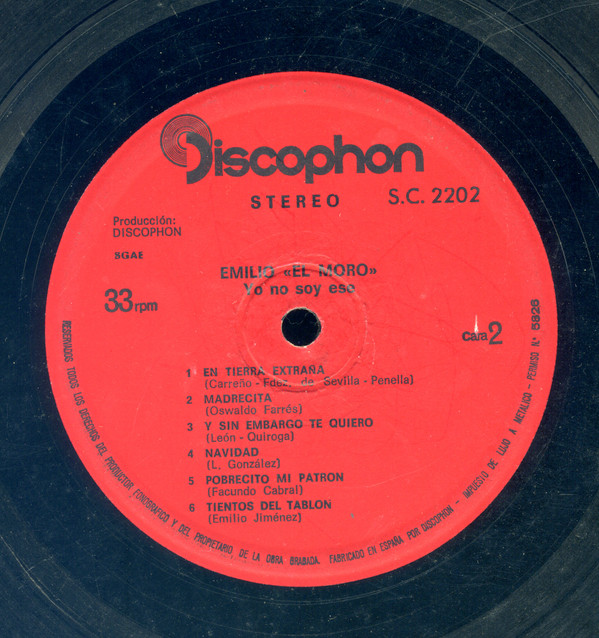 Discophon
STEREO
S.C. 2202
Producción:
DISCOPHON
SGAE
EMILIO «EL MORO»
Yo no soy ese
33 rpm
Cara 2
1 EN TIERRA EXTRAÑA
(Carreño - Fdez. de Sevilla - Penella)
2 MADRECITA
(Oswaldo Farrés)
3 Y SIN EMBARGO TE QUIERO
(León - Quiroga)
4 NAVIDAD
(L. González)
5 POBRECITO MI PATRON
(Facundo Cabral)
6 TIENTOS DEL TABLON
(Emilio Jiménez)
RESERVADOS TODOS LOS DERECHOS DEL PRODUCTOR FONOGRAFICO Y DEL PROPIETARIO DE LA OBRA GRABADA. FABRICADO EN ESPAÑA POR DISCOPHON - IMPUESTO DE LUJO A METALICO - PERMISO N.º 5826